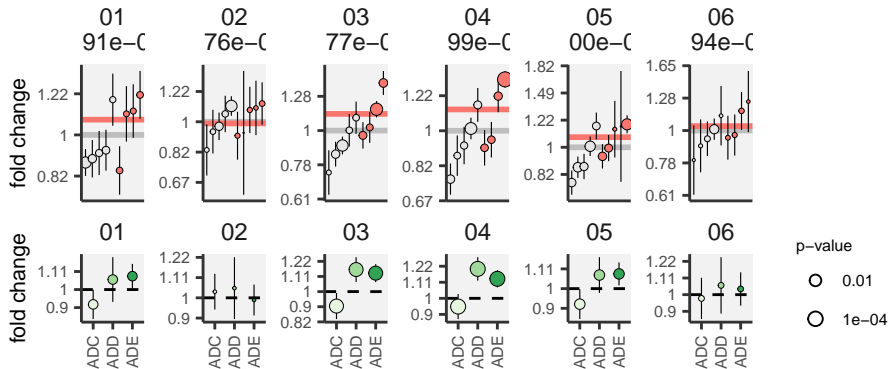 01 02 03 04 05 06
91e−0 76e−0 77e−0 99e−0 00e−0 94e−0
fold change
1.22 1 0.82
1.22 1 0.82 0.67
1.28 1 0.78 0.61
1.22 1 0.82 0.67
1.82 1.49 1.22 1 0.82
1.65 1.28 1 0.78 0.61
01 02 03 04 05 06
fold change
1.11 1 0.9
1.22 1.11 1 0.9
1.22 1.11 1 0.9 0.82
1.22 1.11 1 0.9
1.11 1 0.9
1.22 1.11 1 0.9
ADC ADD ADE
ADC ADD ADE
ADC ADD ADE
ADC ADD ADE
ADC ADD ADE
ADC ADD ADE
p−value
0.01
1e−04